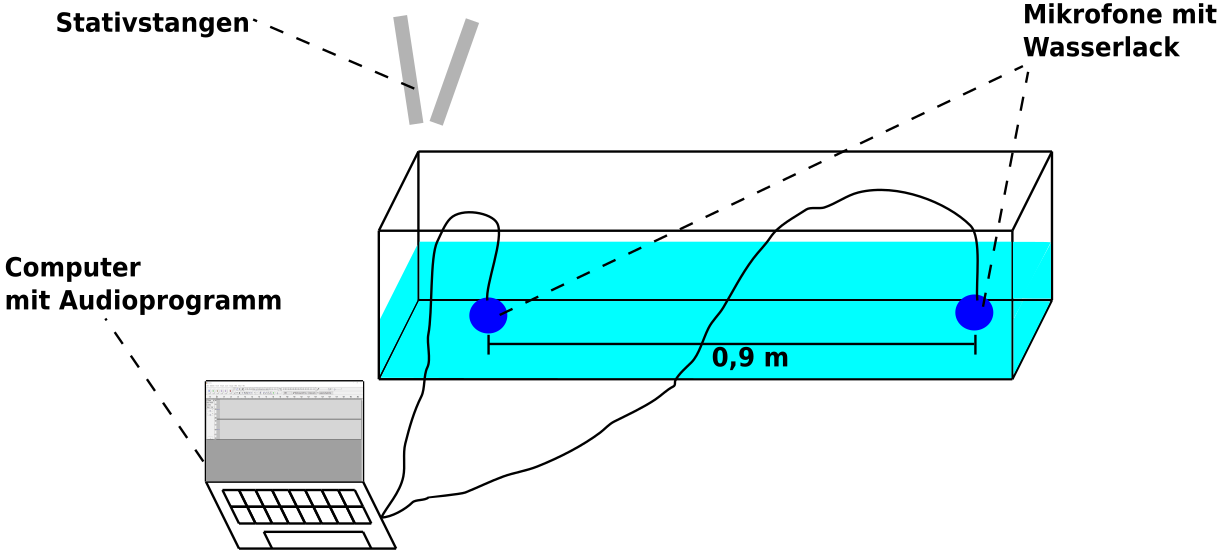 Stativstangen
Mikrofone mit
Wasserlack
Computer
mit Audioprogramm
0,9 m